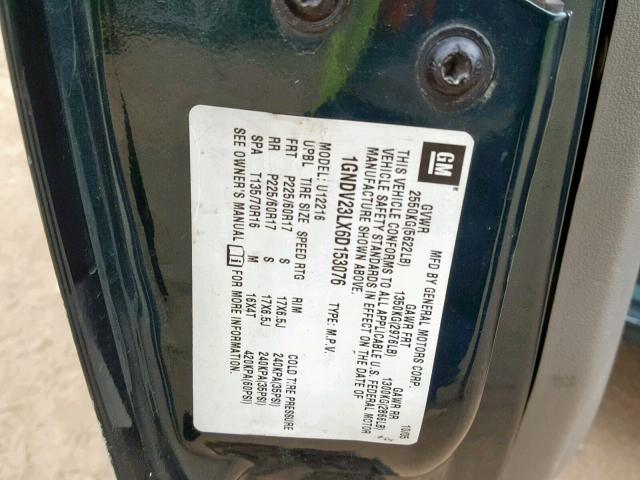 GM
MFD BY GENERAL MOTORS CORP. 10/05
GVWR GAWR FRT GAWR RR
2550KG(5622LB) 1350KG(2976LB) 1300KG(2866LB)
THIS VEHICLE CONFORMS TO ALL APPLICABLE U.S. FEDERAL MOTOR
VEHICLE SAFETY STANDARDS IN EFFECT ON THE DATE OF
MANUFACTURE SHOWN ABOVE.
1GNDV23LX6D153076 TYPE: M.P.V.
MODEL: U12216
UPBL TIRE SIZE SPEED RTG RIM COLD TIRE PRESSURE
FRT P225/60R17 S 17X6.5J 240KPA(35PSI)
RR P225/60R17 S 17X6.5J 240KPA(35PSI)
SPA T135/70R16 M 16X4T 420KPA(60PSI)
SEE OWNER'S MANUAL FOR MORE INFORMATION.